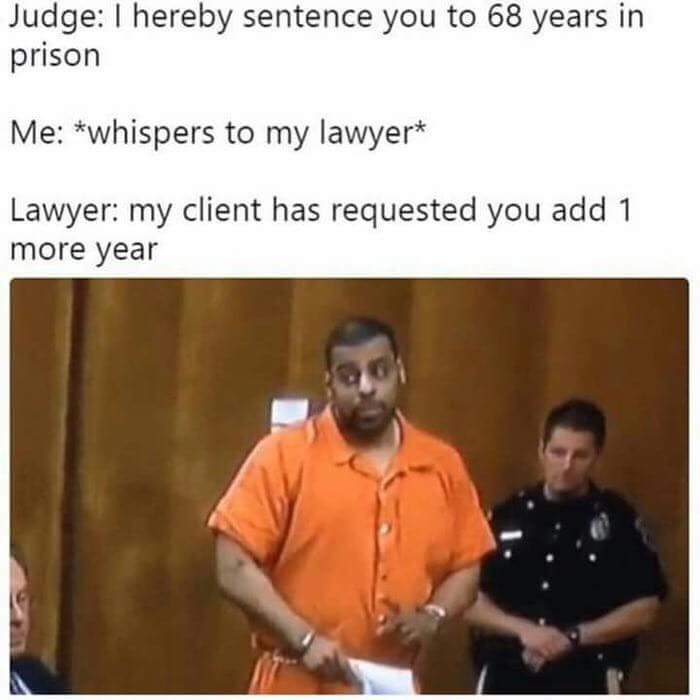 Judge: I hereby sentence you to 68 years in
prison
Me: *whispers to my lawyer*
Lawyer: my client has requested you add 1
more year